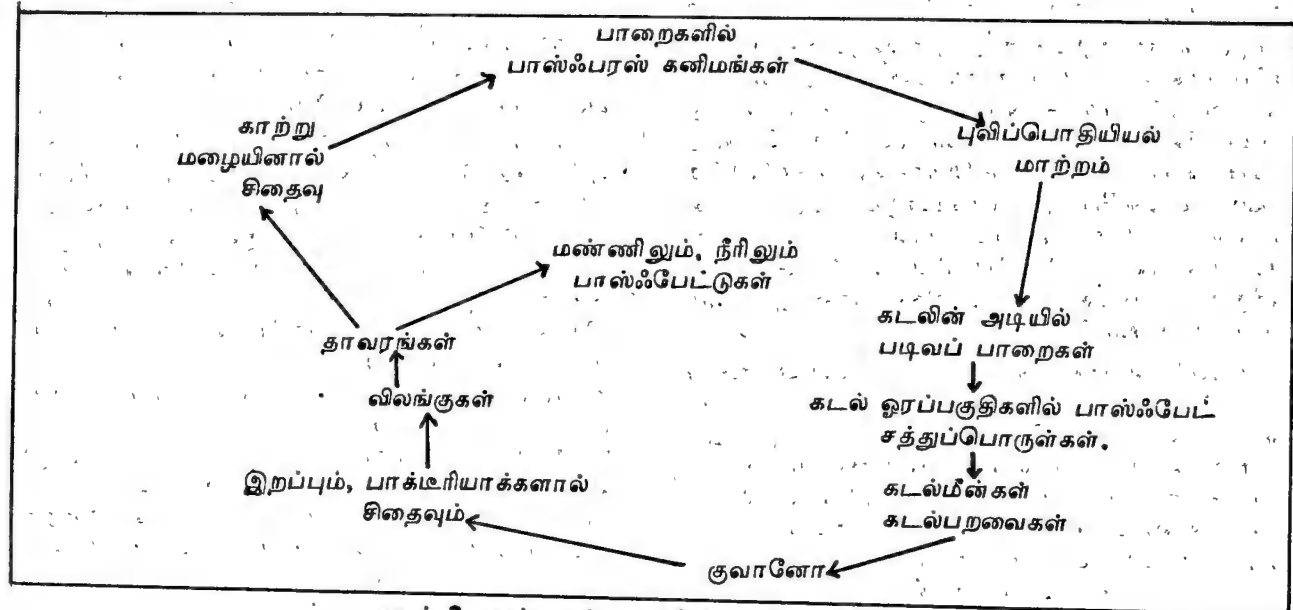 பாறைகளில்
பாஸ்ஃபரஸ் கனிமங்கள்
காற்று
மழையினால்
சிதைவு
புவிப்பொதியியல்
மாற்றம்
மண்ணிலும், நீரிலும்
பாஸ்ஃபேட்டுகள்
தாவரங்கள்
கடலின் அடியில்
படிவப் பாறைகள்
விலங்குகள்
கடல் ஓரப்பகுதிகளில் பாஸ்ஃபேட்
சத்துப்பொருள்கள்.
இறப்பும், பாக்டீரியாக்களால்
சிதைவும்
கடல்மீன்கள்
கடல்பறவைகள்
குவானோ